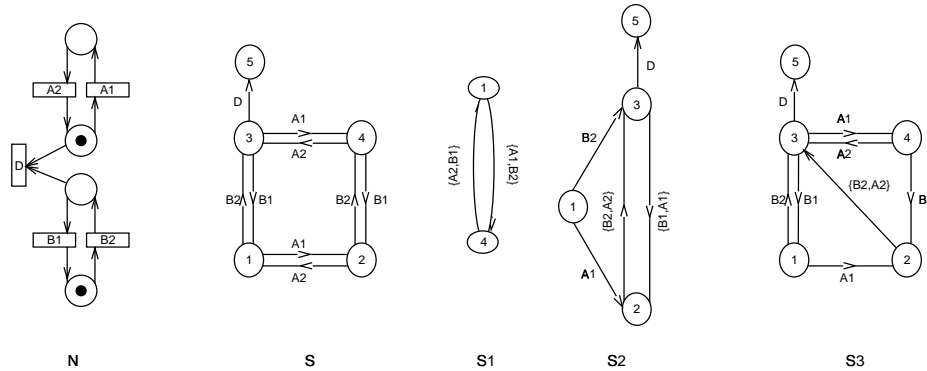 A2 A1
D
B1 B2
N
5
D
A1
3 4
A2
B2 B1 B2 B1
A1
1 2
A2
S
1
{A2,B1} {A1,B2}
4
S1
5
D
3
B2
1
{B2,A2} {B1,A1}
A1
2
S2
5
D
A1
3 4
A2
{B2,A2}
B2 B1 B
1 2
A1
S3